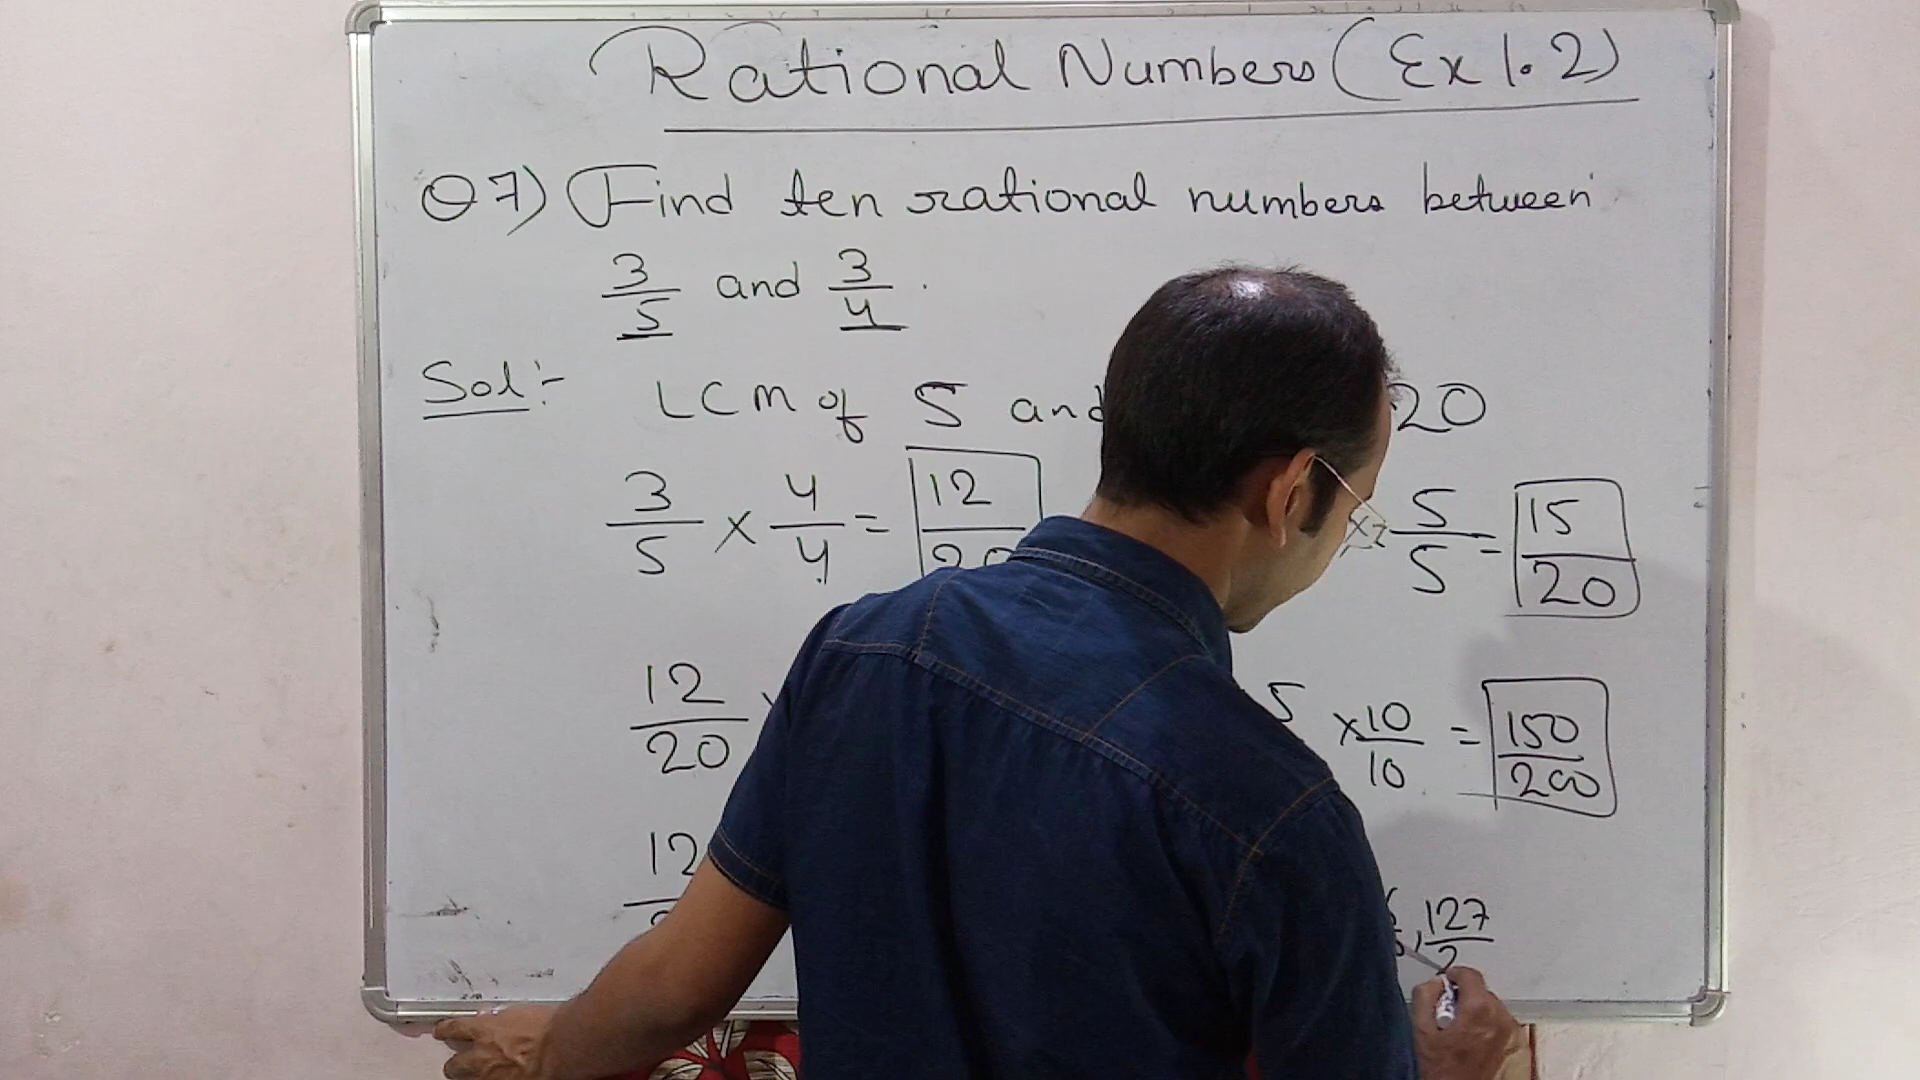 Rational Numbers (Ex 1.2)
Q7) Find ten rational numbers between
3/5 and 3/4.
Sol:- LCM of 5 and 20
3/5 × 4/4 = 12/20 × 5/5 = 15/20
12/20 5 × 10/10 = 150/200
12 , 127/2